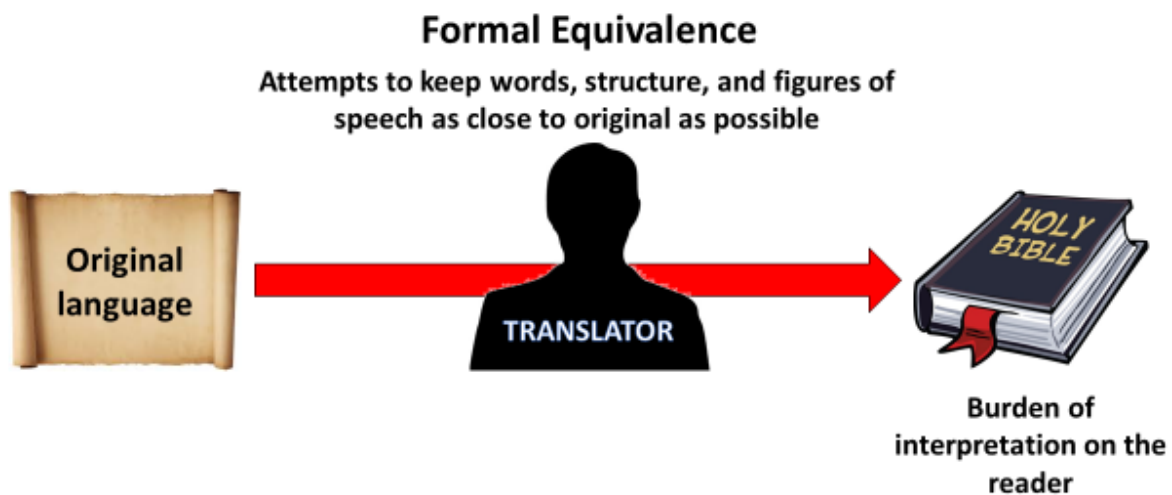 Formal Equivalence
Attempts to keep words, structure, and figures of
speech as close to original as possible
Original
language
TRANSLATOR
HOLY
BIBLE
Burden of
interpretation on the
reader